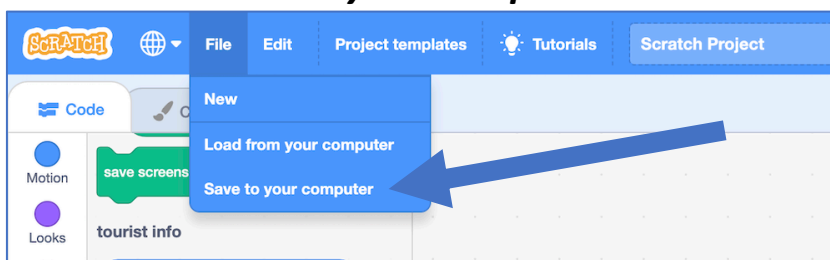 SCRATCH File Edit Project templates Tutorials Scratch Project
Code C
New
Load from your computer
Save to your computer
Motion
save screens
Looks
tourist info